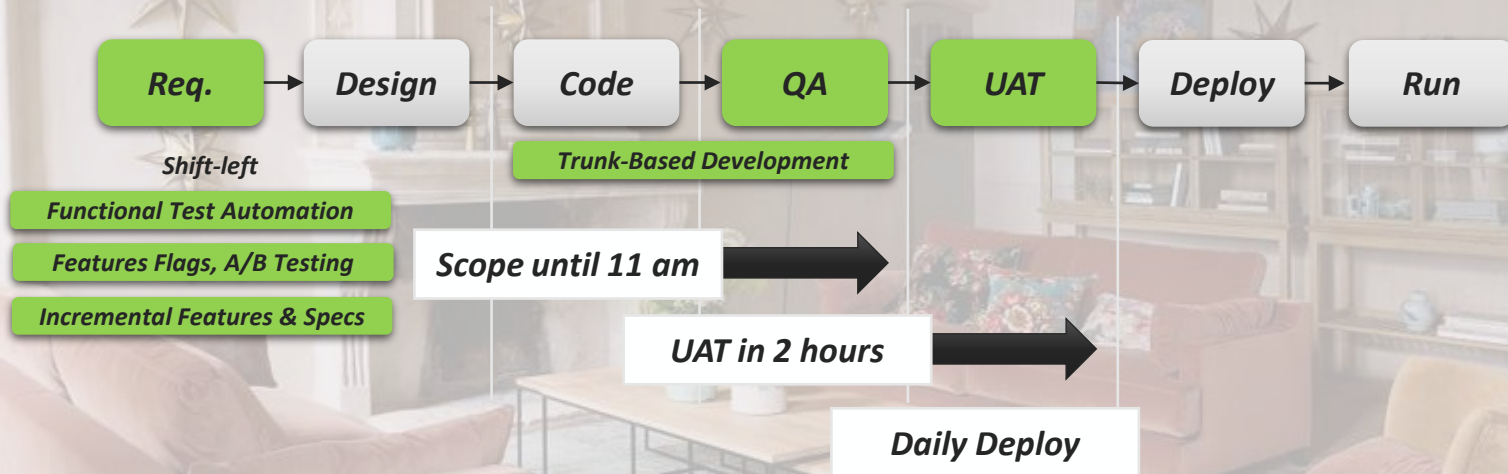 Req.
Design
Code
QA
UAT
Deploy
Run
Shift-left
Trunk-Based Development
Functional Test Automation
Features Flags, A/B Testing
Incremental Features & Specs
Scope until 11 am
UAT in 2 hours
Daily Deploy